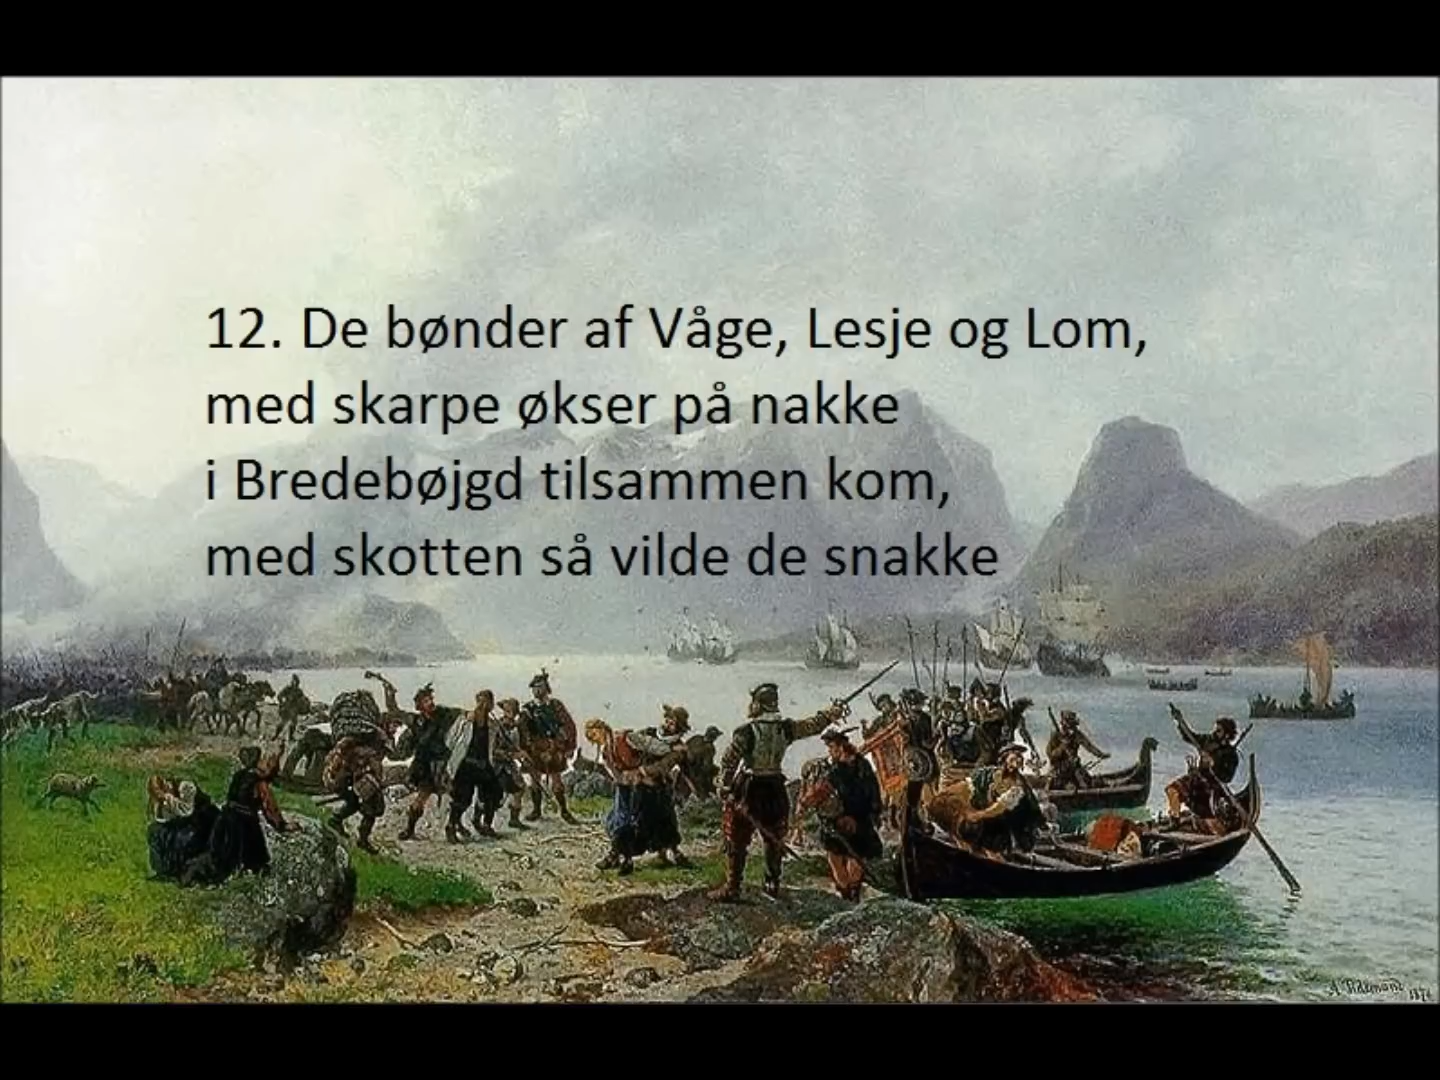 12. De bønder af Våge, Lesje og Lom,
med skarpe økser på nakke
i Bredebøjgd tilsammen kom,
med skotten så vilde de snakke
A Tidemand